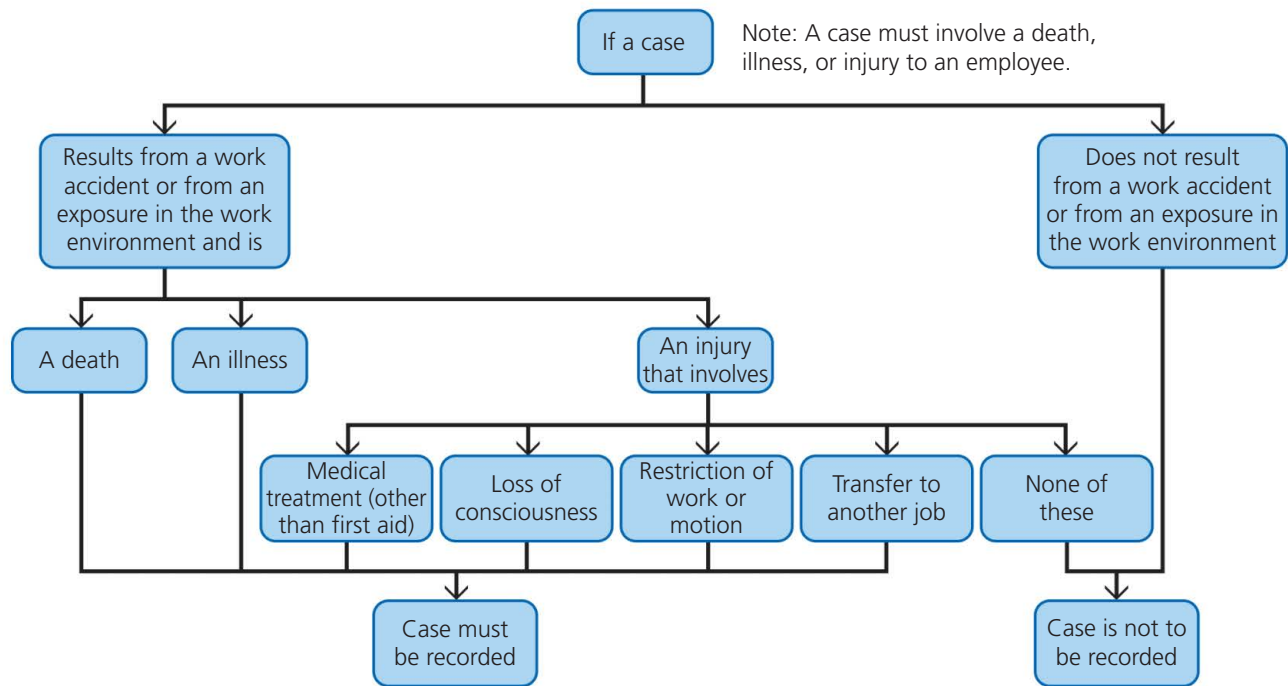 If a case
Note: A case must involve a death,
illness, or injury to an employee.
Results from a work
accident or from an
exposure in the work
environment and is
Does not result
from a work accident
or from an exposure in
the work environment
A death
An illness
An injury
that involves
Medical
treatment (other
than first aid)
Loss of
consciousness
Restriction of
work or
motion
Transfer to
another job
None of
these
Case must
be recorded
Case is not to
be recorded